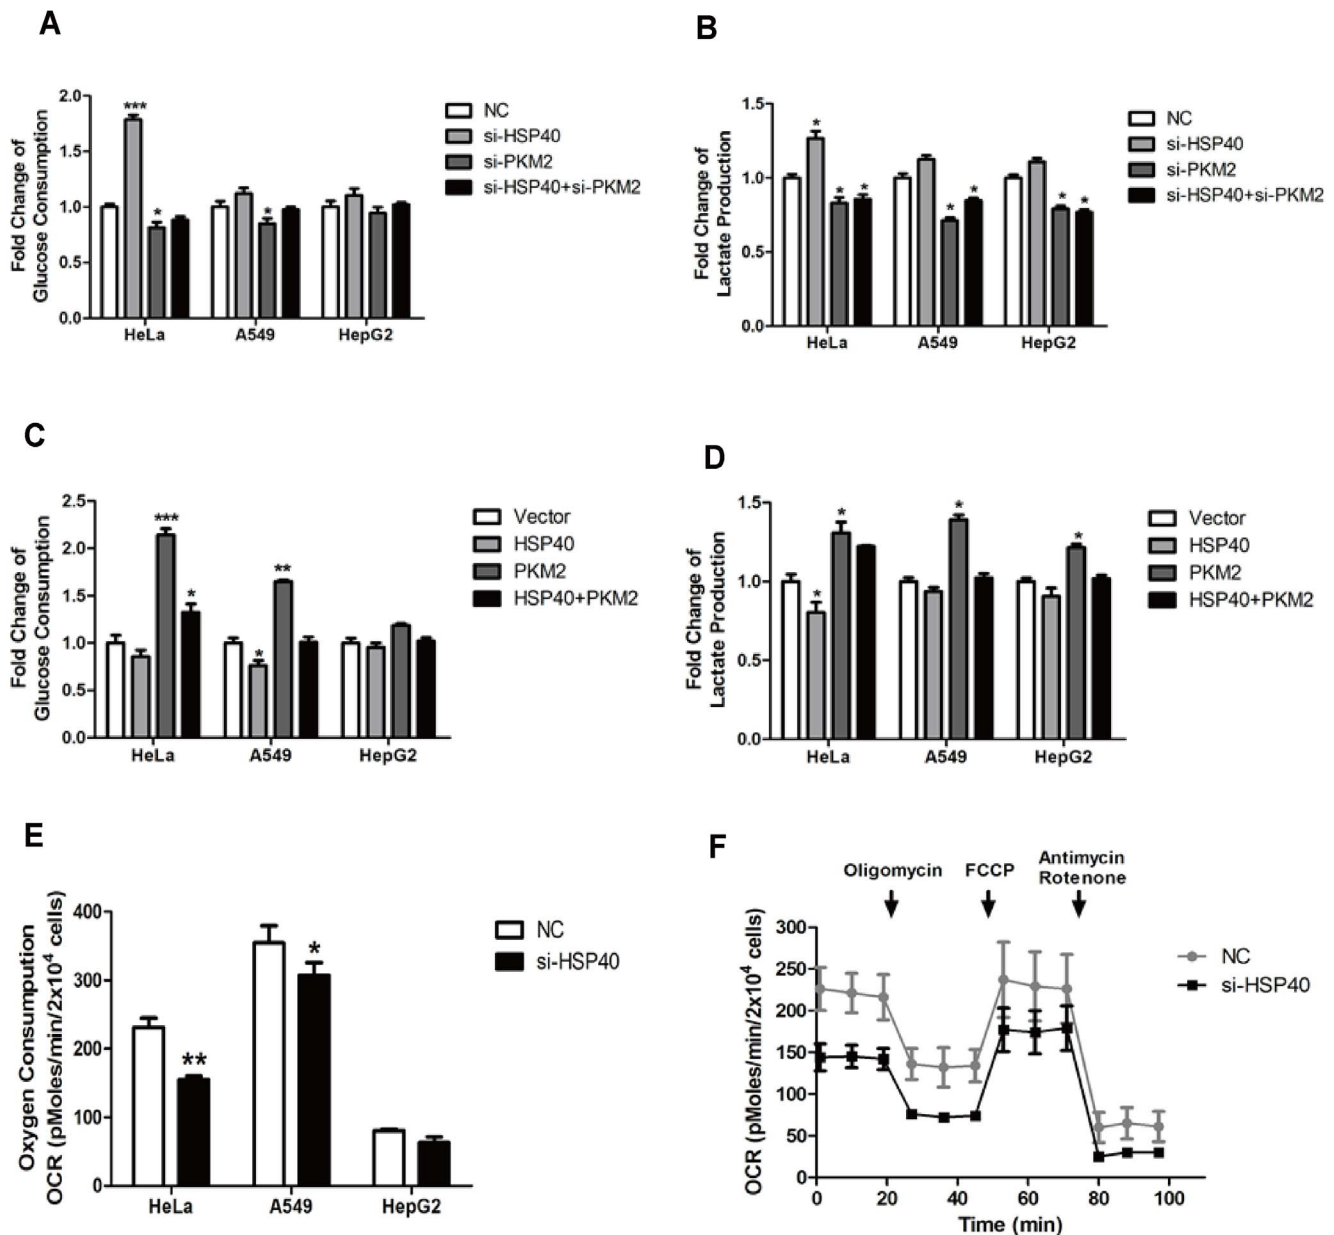 A
Fold Change of
Glucose Consumption
2.0
1.5
1.0
0.5
0.0
***
*
*
HeLa
A549
HepG2
NC
si-HSP40
si-PKM2
si-HSP40+si-PKM2
B
Fold Change of
Lactate Production
1.5
1.0
0.5
0.0
*
*
*
*
*
*
*
HeLa
A549
HepG2
NC
si-HSP40
si-PKM2
si-HSP40+si-PKM2
C
Fold Change of
Glucose Consumption
2.5
2.0
1.5
1.0
0.5
0.0
***
*
*
**
HeLa
A549
HepG2
Vector
HSP40
PKM2
HSP40+PKM2
D
Fold Change of
Lactate Production
1.5
1.0
0.5
0.0
*
*
*
*
HeLa
A549
HepG2
Vector
HSP40
PKM2
HSP40+PKM2
E
Oxygen Consumpution
OCR (pMoles/min/2x10⁴ cells)
400
300
200
100
0
**
*
HeLa
A549
HepG2
NC
si-HSP40
F
Oligomycin
FCCP
Antimycin
Rotenone
OCR (pMoles/min/2x10⁴ cells)
300
250
200
150
100
50
0
0 20 40 60 80 100
Time (min)
NC
si-HSP40